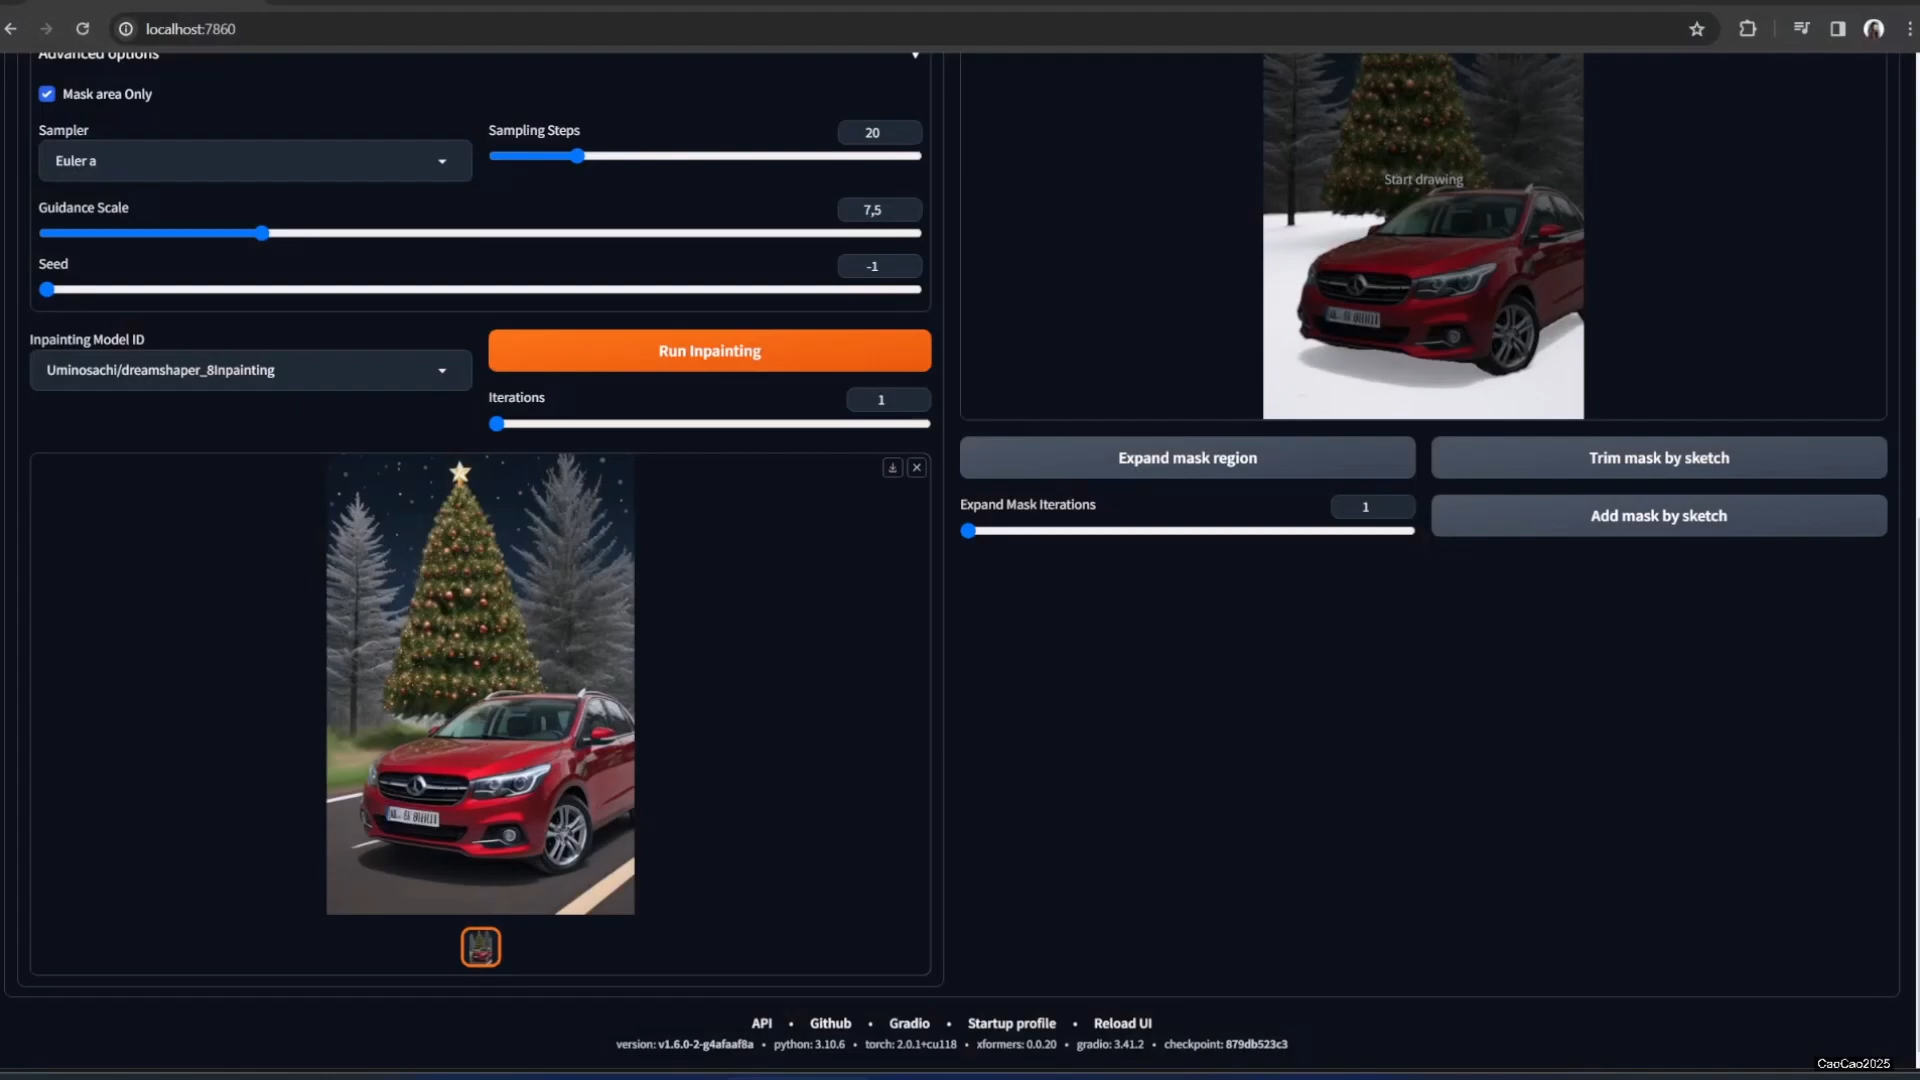 localhost:7860
Advanced options
Mask area Only
Sampler
Euler a
Sampling Steps
20
Guidance Scale
7,5
Seed
-1
Inpainting Model ID
Uminosachi/dreamshaper_8Inpainting
Run Inpainting
Iterations
1
Start drawing
Expand mask region
Trim mask by sketch
Expand Mask Iterations
1
Add mask by sketch
API • Github • Gradio • Startup profile • Reload UI
version: v1.6.0-2-g4afaaf8a • python: 3.10.6 • torch: 2.0.1+cu118 • xformers: 0.0.20 • gradio: 3.41.2 • checkpoint: 879db523c3
CaoCao2025